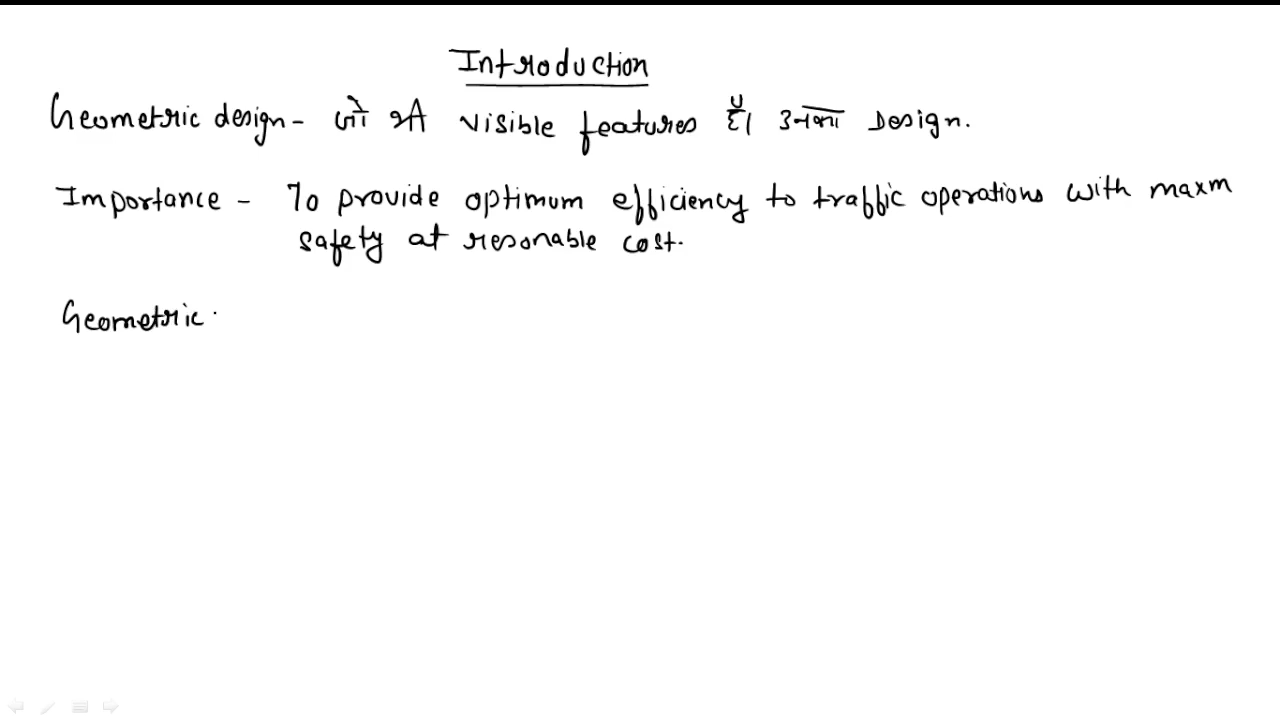 Introduction
Geometric design - जो भी visible features हैं। उनका Design.
Importance - To provide optimum efficiency to traffic operations with maxm
safety at resonable cost.
Geometric